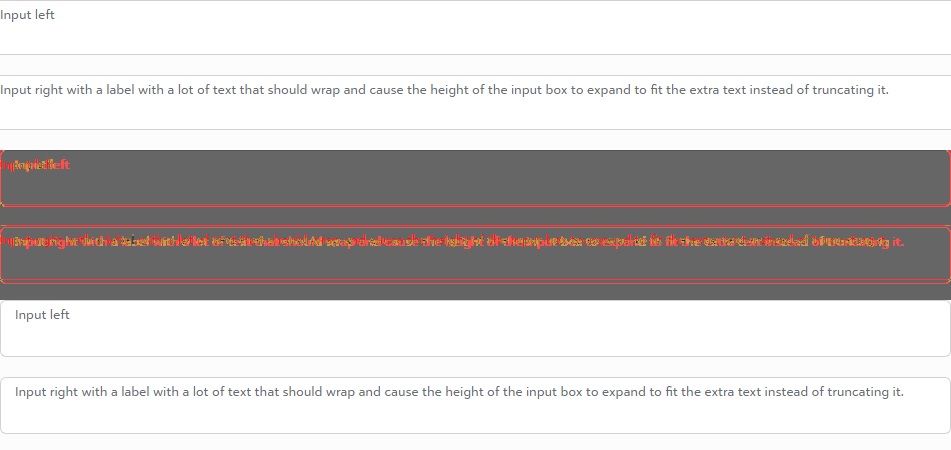 Input left
Input right with a label with a lot of text that should wrap and cause the height of the input box to expand to fit the extra text instead of truncating it.
Input left
Input right with a label with a lot of text that should wrap and cause the height of the input box to expand to fit the extra text instead of truncating it.
Input left
Input right with a label with a lot of text that should wrap and cause the height of the input box to expand to fit the extra text instead of truncating it.